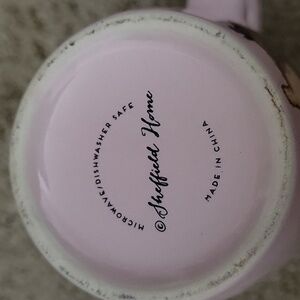 MICROWAVE/DISHWASHER SAFE
© Sheffield Home
MADE IN CHINA